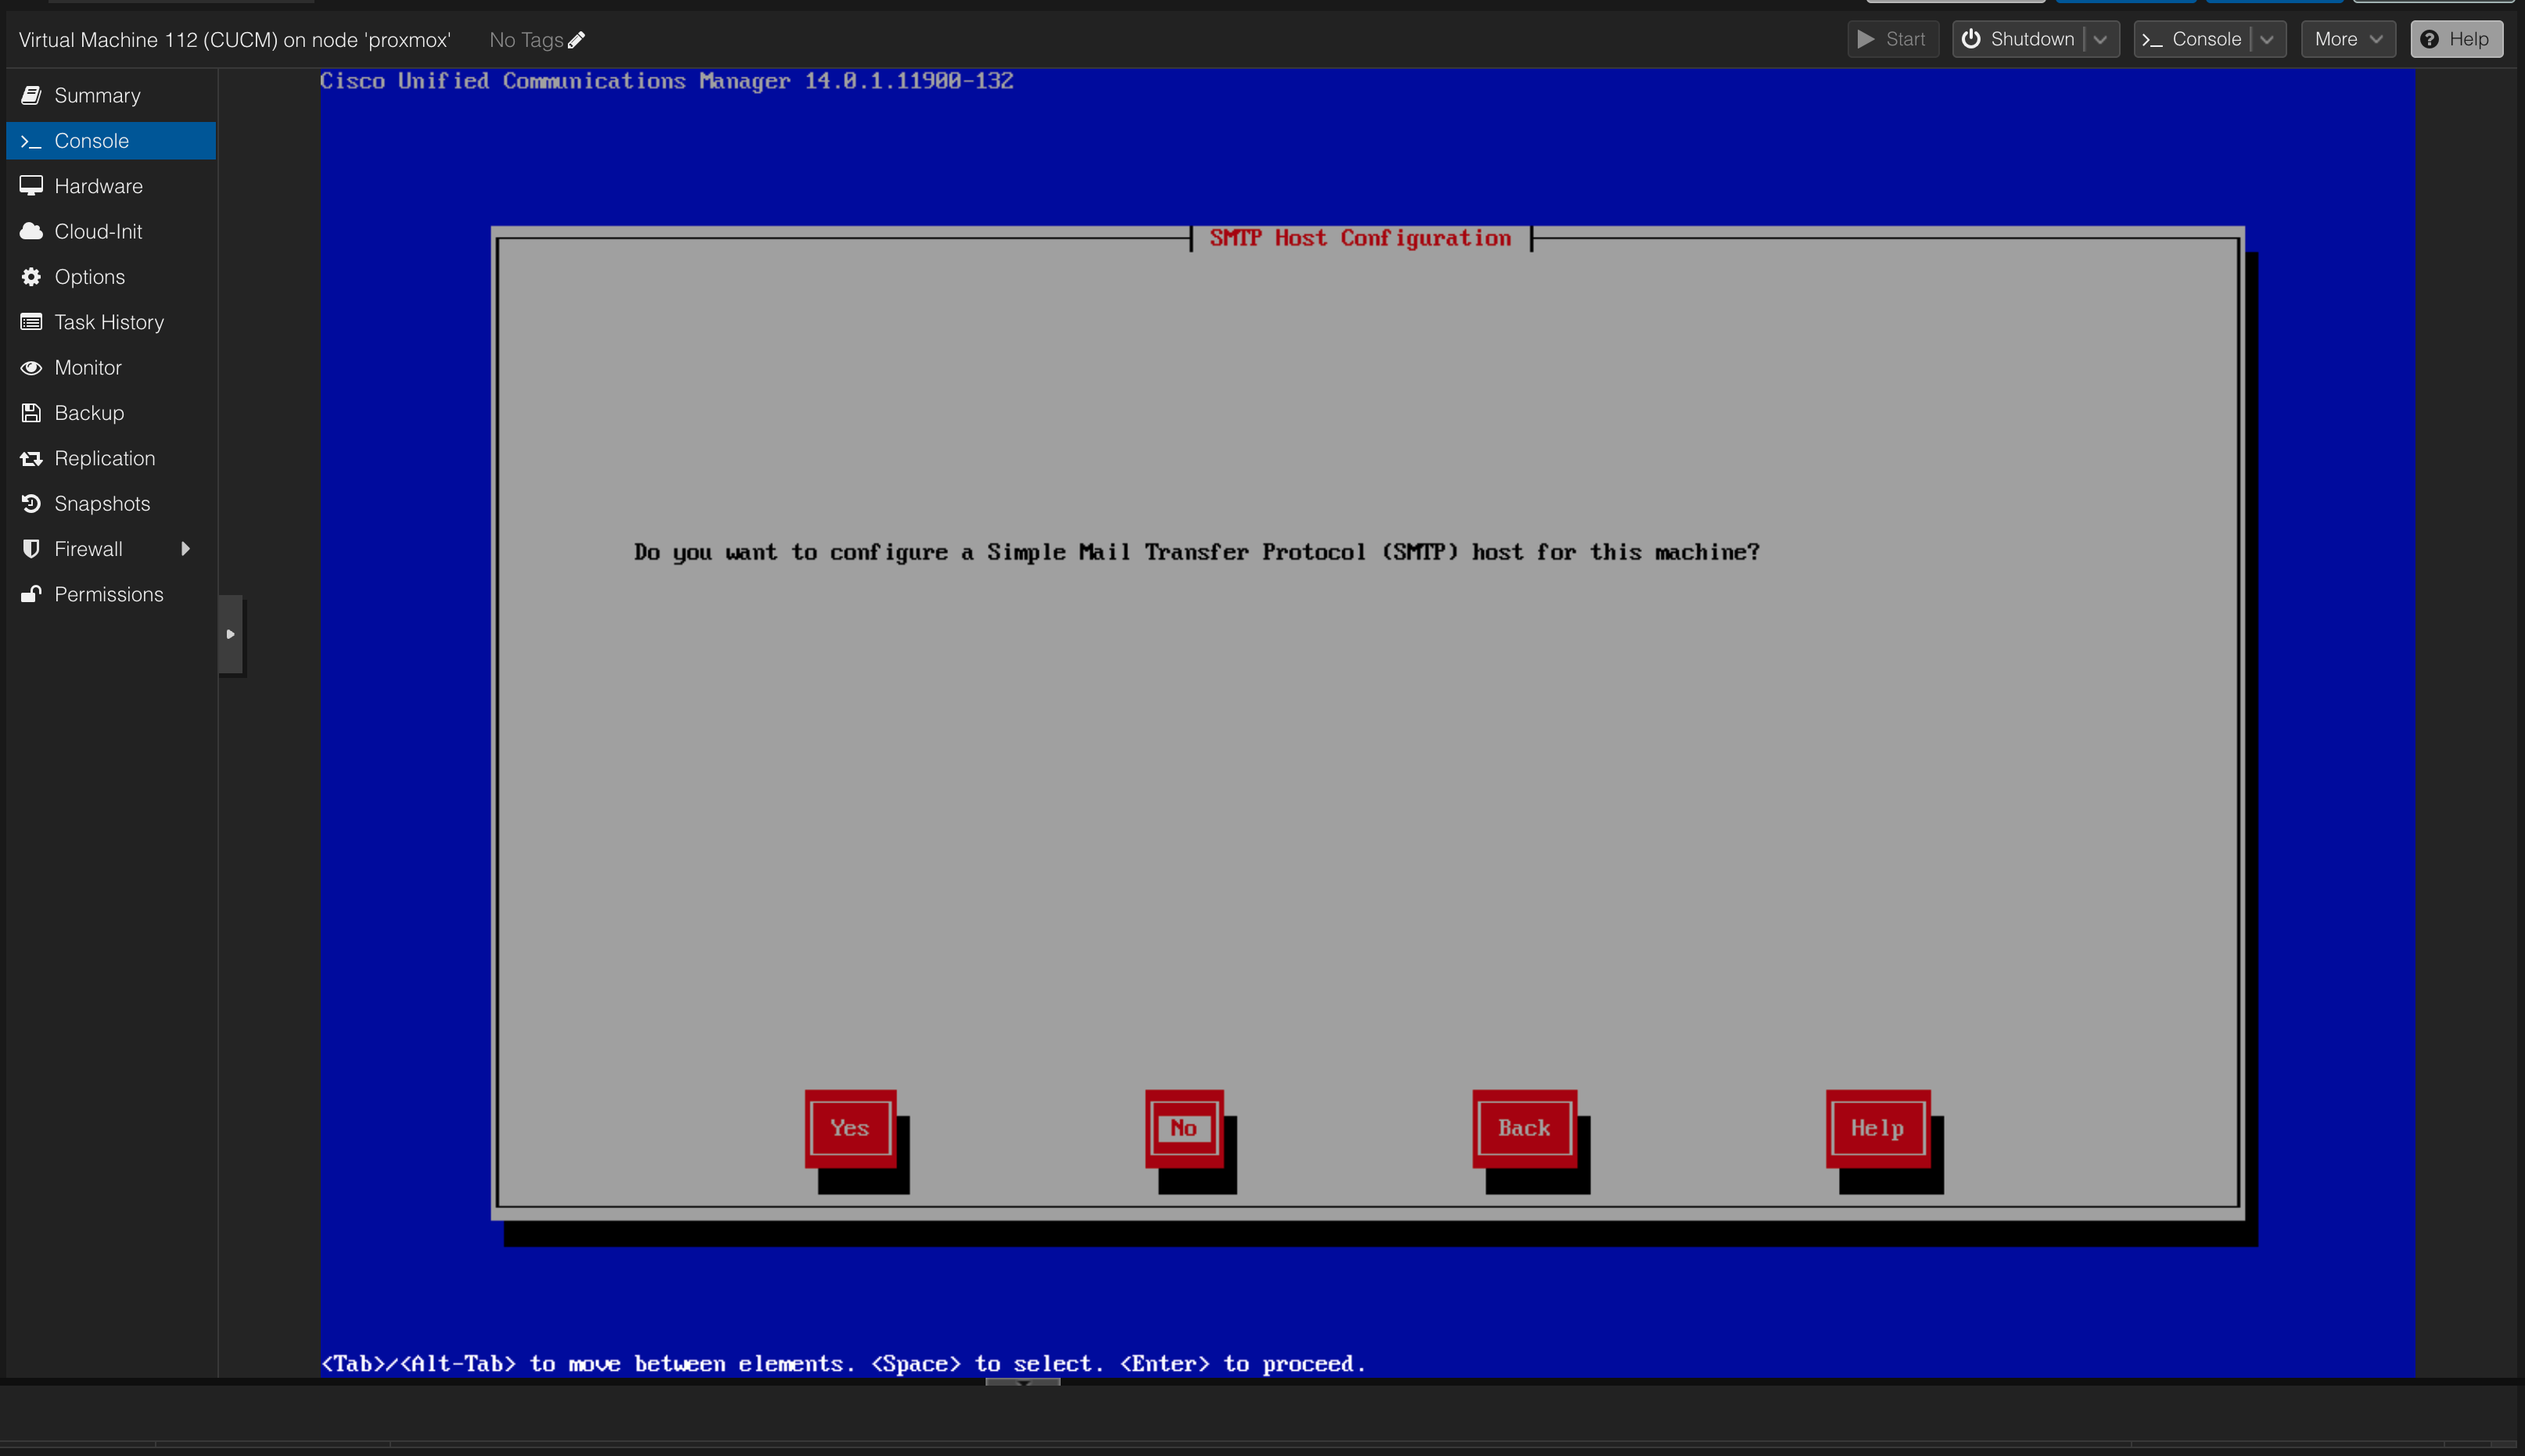 Virtual Machine 112 (CUCM) on node 'proxmox' No Tags Start Shutdown Console More Help
Summary
Console
Hardware
Cloud-Init
Options
Task History
Monitor
Backup
Replication
Snapshots
Firewall
Permissions
Cisco Unified Communications Manager 14.0.1.11900-132
SMTP Host Configuration
Do you want to configure a Simple Mail Transfer Protocol (SMTP) host for this machine?
Yes No Back Help
<Tab>/<Alt-Tab> to move between elements. <Space> to select. <Enter> to proceed.